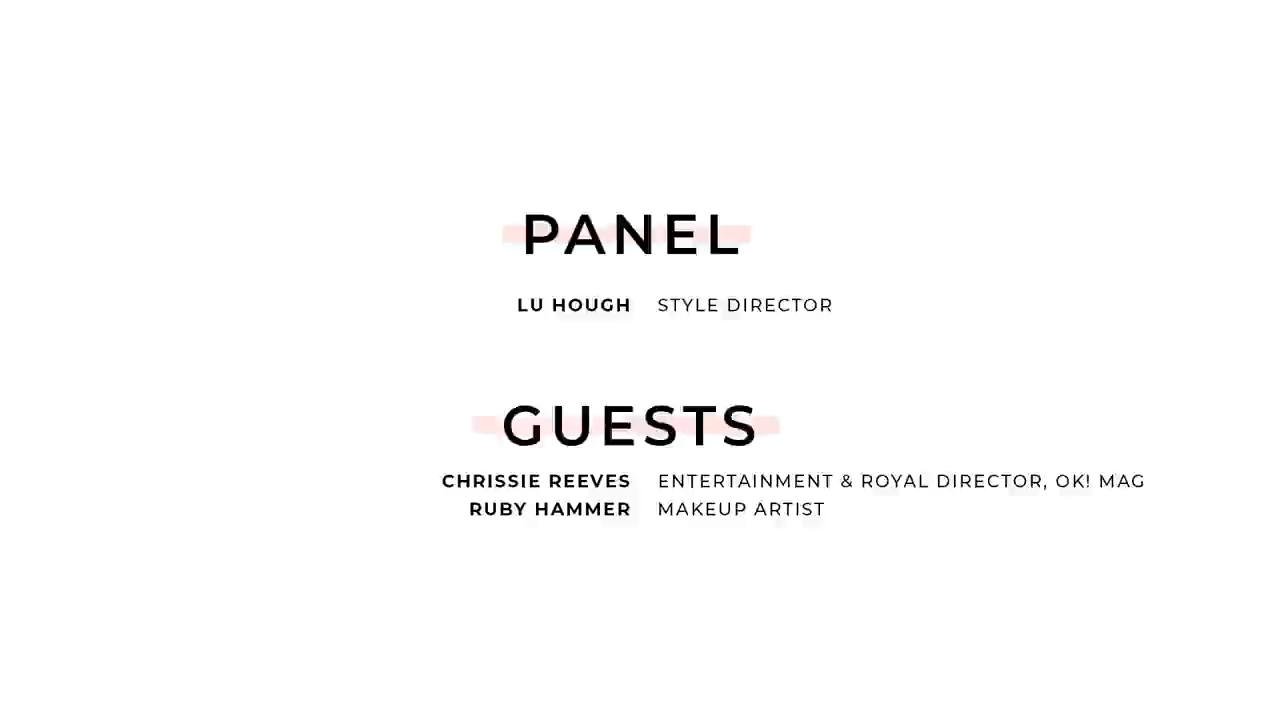 PANEL
LU HOUGH STYLE DIRECTOR
GUESTS
CHRISSIE REEVES ENTERTAINMENT & ROYAL DIRECTOR, OK! MAG
RUBY HAMMER MAKEUP ARTIST